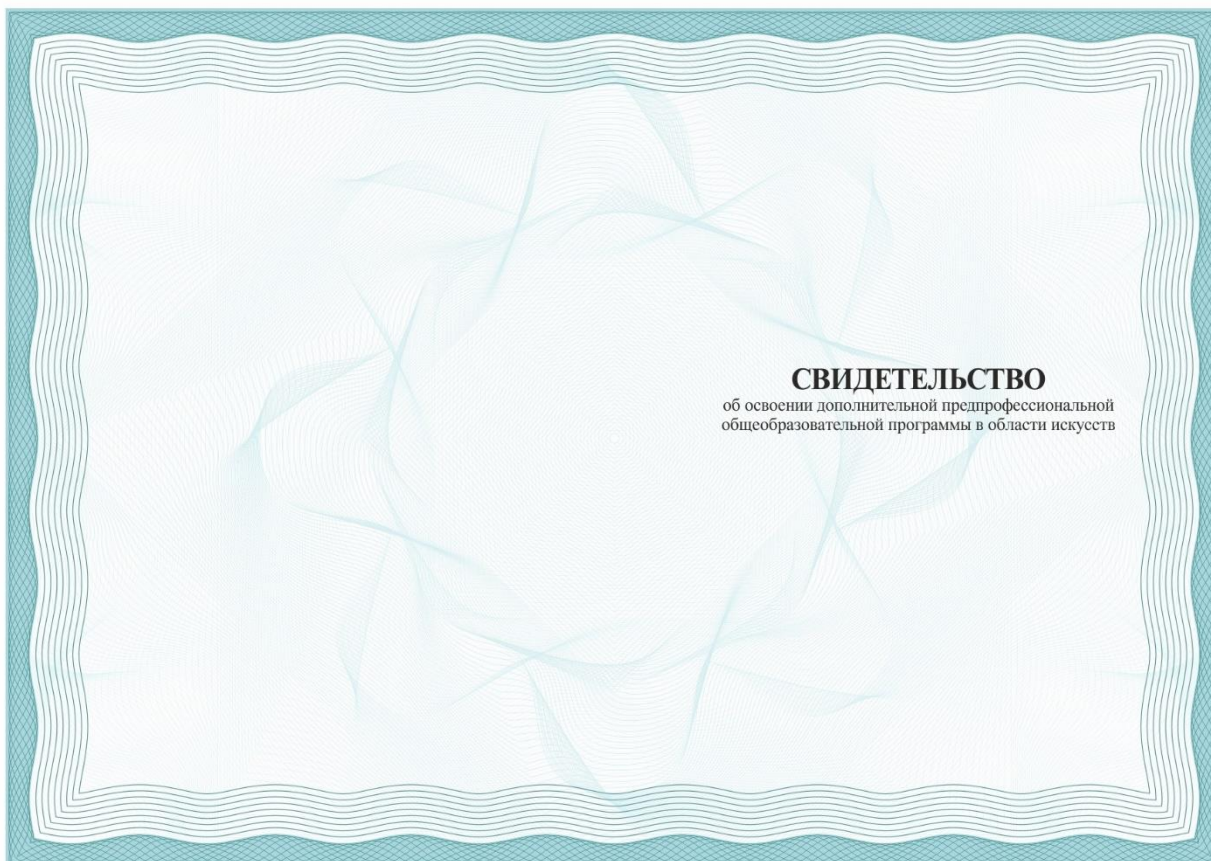 СВИДЕТЕЛЬСТВО
об освоении дополнительной предпрофессиональной
общеобразовательной программы в области искусств